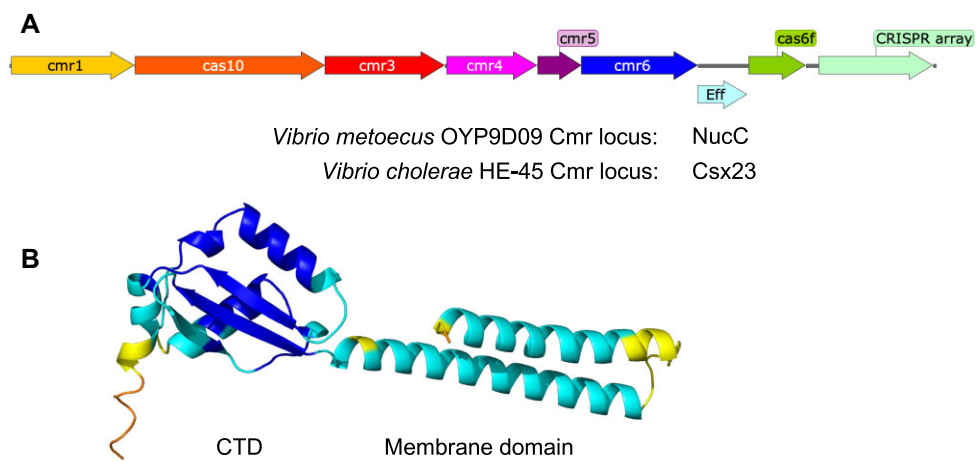 A
cmr1 cas10 cmr3 cmr4 cmr5 cmr6 cas6f CRISPR array
Eff
Vibrio metoecus OYP9D09 Cmr locus: NucC
Vibrio cholerae HE-45 Cmr locus: Csx23
B
CTD Membrane domain